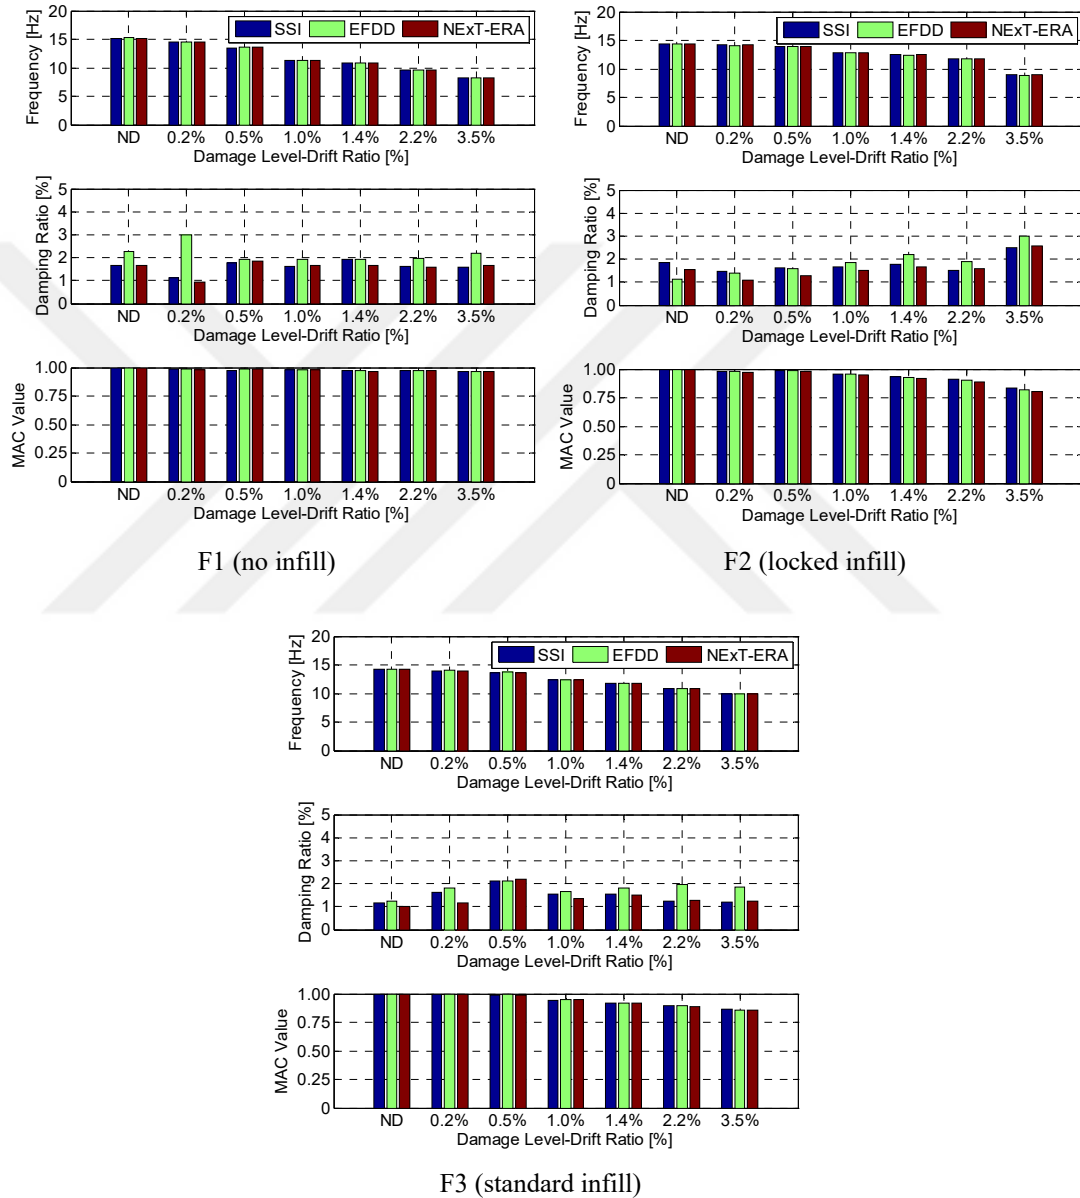 Frequency [Hz]
20
15
10
5
0
SSI EFDD NExT-ERA
ND 0.2% 0.5% 1.0% 1.4% 2.2% 3.5%
Damage Level-Drift Ratio [%]
Damping Ratio [%]
5
4
3
2
1
0
ND 0.2% 0.5% 1.0% 1.4% 2.2% 3.5%
Damage Level-Drift Ratio [%]
MAC Value
1.00
0.75
0.50
0.25
0
ND 0.2% 0.5% 1.0% 1.4% 2.2% 3.5%
Damage Level-Drift Ratio [%]
F1 (no infill)
Frequency [Hz]
20
15
10
5
0
SSI EFDD NExT-ERA
ND 0.2% 0.5% 1.0% 1.4% 2.2% 3.5%
Damage Level-Drift Ratio [%]
Damping Ratio [%]
5
4
3
2
1
0
ND 0.2% 0.5% 1.0% 1.4% 2.2% 3.5%
Damage Level-Drift Ratio [%]
MAC Value
1.00
0.75
0.50
0.25
0
ND 0.2% 0.5% 1.0% 1.4% 2.2% 3.5%
Damage Level-Drift Ratio [%]
F2 (locked infill)
Frequency [Hz]
20
15
10
5
0
SSI EFDD NExT-ERA
ND 0.2% 0.5% 1.0% 1.4% 2.2% 3.5%
Damage Level-Drift Ratio [%]
Damping Ratio [%]
5
4
3
2
1
0
ND 0.2% 0.5% 1.0% 1.4% 2.2% 3.5%
Damage Level-Drift Ratio [%]
MAC Value
1.00
0.75
0.50
0.25
0
ND 0.2% 0.5% 1.0% 1.4% 2.2% 3.5%
Damage Level-Drift Ratio [%]
F3 (standard infill)